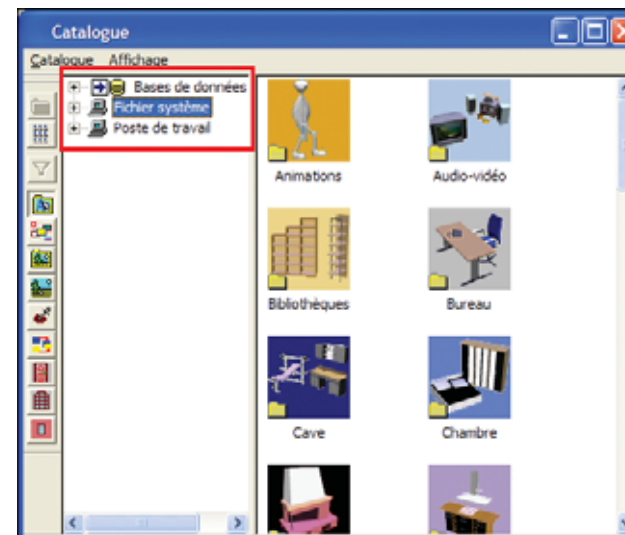 Catalogue
Catalogue Affichage
Bases de données
Fichier système
Poste de travail
Animations
Audio-vidéo
Bibliothèques
Bureau
Cave
Chambre